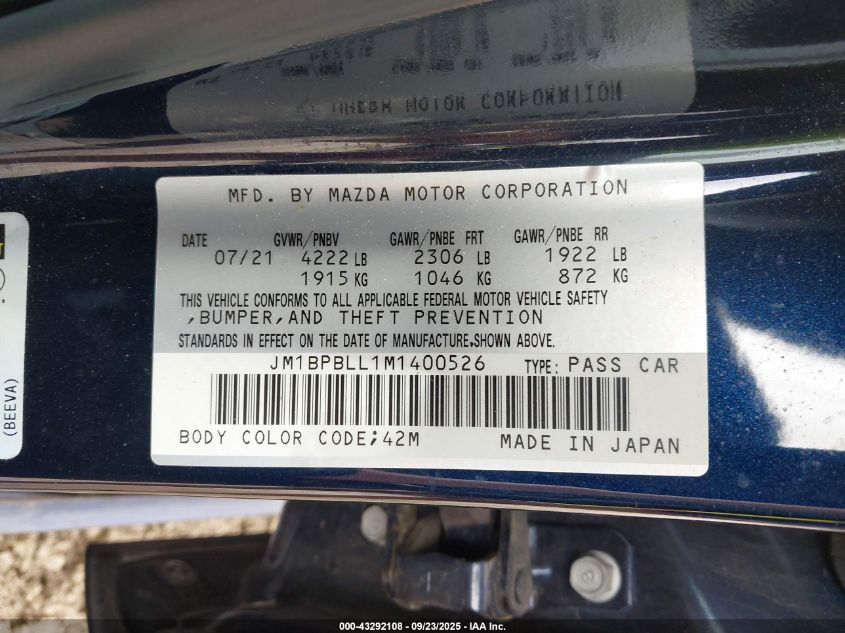 MFD. BY MAZDA MOTOR CORPORATION
DATE GVWR/PNBV GAWR/PNBE FRT GAWR/PNBE RR
07/21 4222 LB 2306 LB 1922 LB
1915 KG 1046 KG 872 KG
THIS VEHICLE CONFORMS TO ALL APPLICABLE FEDERAL MOTOR VEHICLE SAFETY
,BUMPER,AND THEFT PREVENTION
STANDARDS IN EFFECT ON THE DATE OF MANUFACTURE.SHOWN ABOVE.
JM1BPBLL1M1400526 TYPE: PASS CAR
BODY COLOR CODE;42M MADE IN JAPAN
(BEEVA)
000-43292108 - 09/23/2025 - IAA Inc.